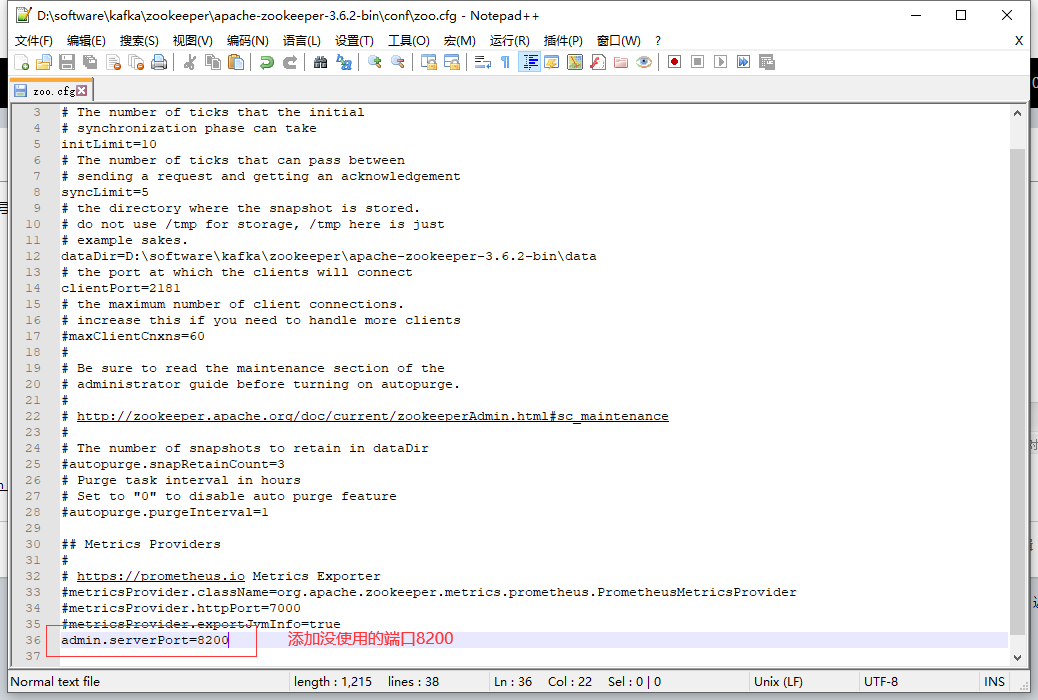 D:\software\kafka\zookeeper\apache-zookeeper-3.6.2-bin\conf\zoo.cfg - Notepad++
文件(F) 编辑(E) 搜索(S) 视图(V) 编码(N) 语言(L) 设置(T) 工具(O) 宏(M) 运行(R) 插件(P) 窗口(W) ? X
zoo.cfg
3 # The number of ticks that the initial
4 # synchronization phase can take
5 initLimit=10
6 # The number of ticks that can pass between
7 # sending a request and getting an acknowledgement
8 syncLimit=5
9 # the directory where the snapshot is stored.
10 # do not use /tmp for storage, /tmp here is just
11 # example sakes.
12 dataDir=D:\software\kafka\zookeeper\apache-zookeeper-3.6.2-bin\data
13 # the port at which the clients will connect
14 clientPort=2181
15 # the maximum number of client connections.
16 # increase this if you need to handle more clients
17 #maxClientCnxns=60
18 #
19 # Be sure to read the maintenance section of the
20 # administrator guide before turning on autopurge.
21 #
22 # http://zookeeper.apache.org/doc/current/zookeeperAdmin.html#sc_maintenance
23 #
24 # The number of snapshots to retain in dataDir
25 #autopurge.snapRetainCount=3
26 # Purge task interval in hours
27 # Set to "0" to disable auto purge feature
28 #autopurge.purgeInterval=1
29
30 ## Metrics Providers
31 #
32 # https://prometheus.io Metrics Exporter
33 #metricsProvider.className=org.apache.zookeeper.metrics.prometheus.PrometheusMetricsProvider
34 #metricsProvider.httpPort=7000
35 #metricsProvider.exportJvmInfo=true
36 admin.serverPort=8200 添加没使用的端口8200
37
Normal text file length : 1,215 lines : 38 Ln : 36 Col : 22 Sel : 0 | 0 Unix (LF) UTF-8 INS